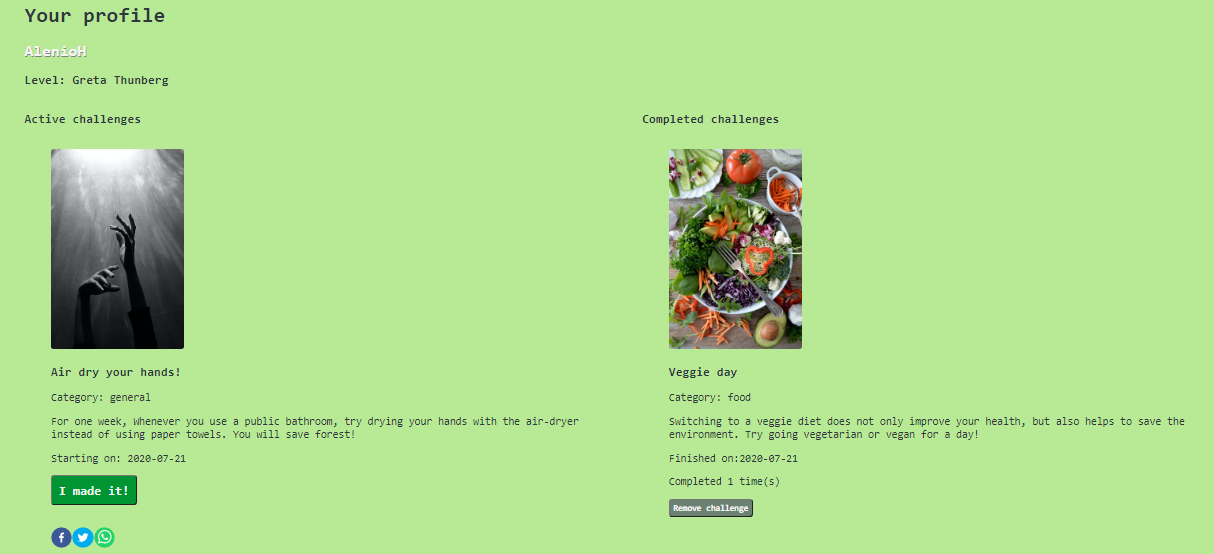 Your profile
AlenioH
Level: Greta Thunberg
Active challenges
Air dry your hands!
Category: general
For one week, Whenever you use a public bathroom, try drying your hands with the air-dryer
instead of using paper towels. You will save forest!
Starting on: 2020-07-21
I made it!
Completed challenges
Veggie day
Category: food
Switching to a veggie diet does not only improve your health, but also helps to save the
environment. Try going vegetarian or vegan for a day!
Finished on:2020-07-21
Completed 1 time(s)
Remove challenge